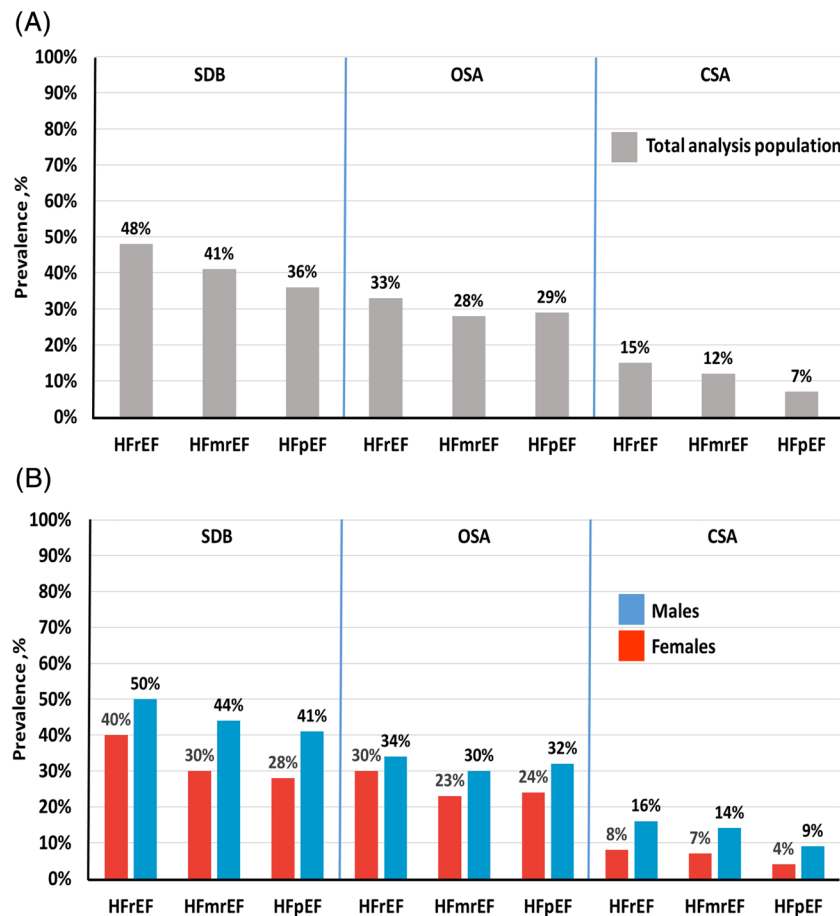 (A)
100%
90%
80%
70%
60%
50%
40%
30%
20%
10%
0%
Prevalence ,%
SDB
OSA
CSA
Total analysis population
48%
41%
36%
33%
28%
29%
15%
12%
7%
HFrEF HFmrEF HFpEF HFrEF HFmrEF HFpEF HFrEF HFmrEF HFpEF
(B)
100%
90%
80%
70%
60%
50%
40%
30%
20%
10%
0%
Prevalence ,%
SDB
OSA
CSA
Males
Females
40% 50%
30% 44%
28% 41%
30% 34%
23% 30%
24% 32%
8% 16%
7% 14%
4% 9%
HFrEF HFmrEF HFpEF HFrEF HFmrEF HFpEF HFrEF HFmrEF HFpEF